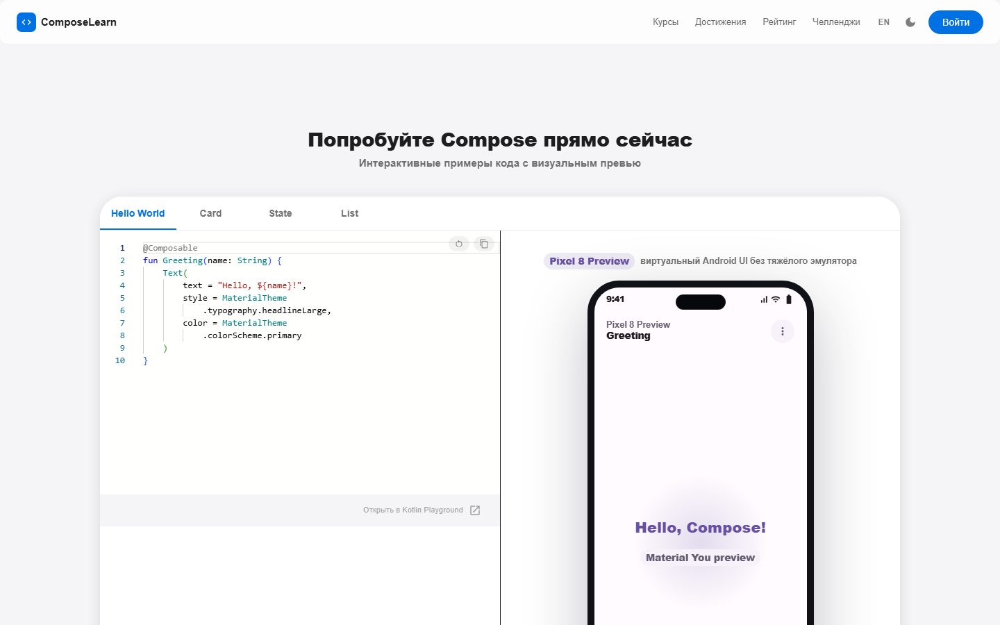 ComposeLearn
Курсы Достижения Рейтинг Челленджи EN Войти
Попробуйте Compose прямо сейчас
Интерактивные примеры кода с визуальным превью
Hello World Card State List
1 @Composable
2 fun Greeting(name: String) {
3 Text(
4 text = "Hello, ${name}!",
5 style = MaterialTheme
6 .typography.headlineLarge,
7 color = MaterialTheme
8 .colorScheme.primary
9 )
10 }
Открыть в Kotlin Playground
Pixel 8 Preview виртуальный Android UI без тяжёлого эмулятора
9:41
Pixel 8 Preview
Greeting
Hello, Compose!
Material You preview